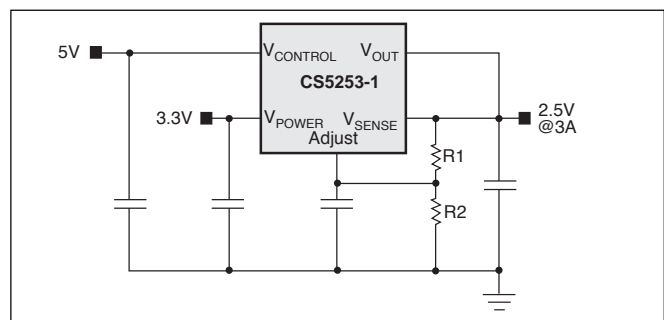 5V
VCONTROL VOUT
CS5253-1
3.3V
VPOWER VSENSE
Adjust
2.5V
@3A
R1
R2